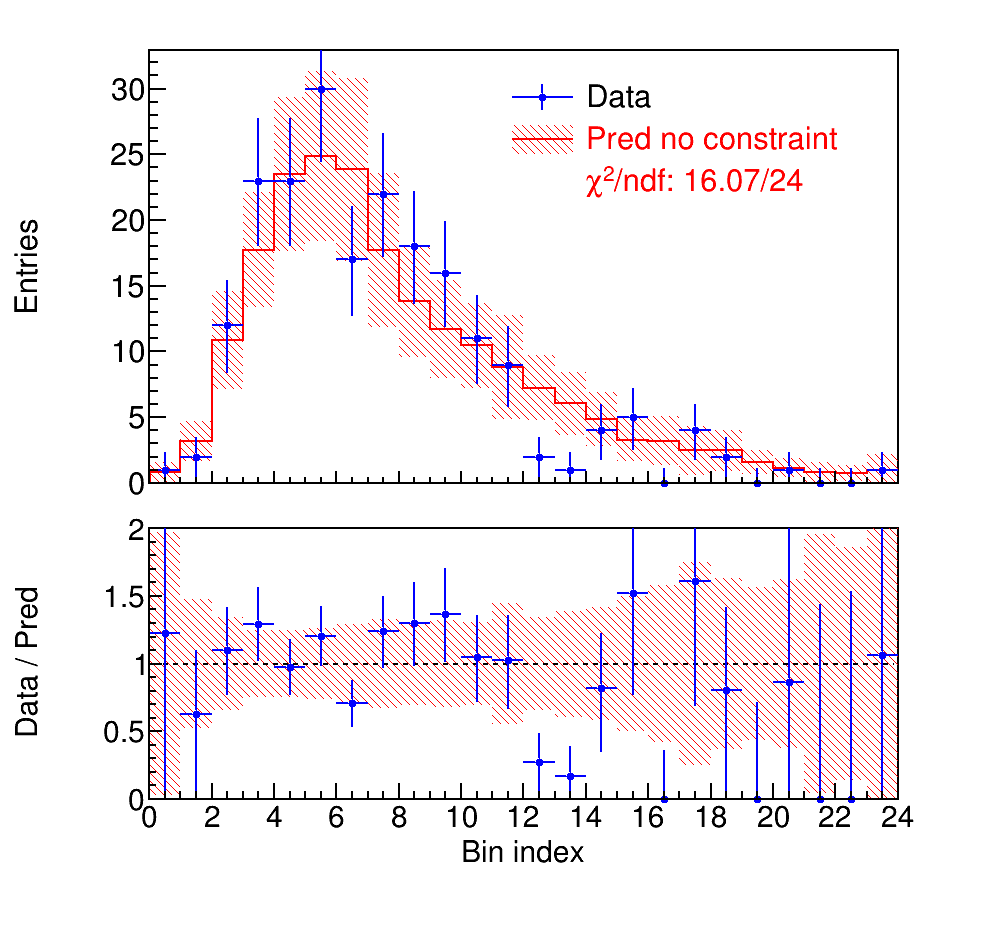 Entries
30
25
20
15
10
5
0
Data
Pred no constraint
χ²/ndf: 16.07/24
Data / Pred
2
1.5
1
0.5
0
0 2 4 6 8 10 12 14 16 18 20 22 24
Bin index